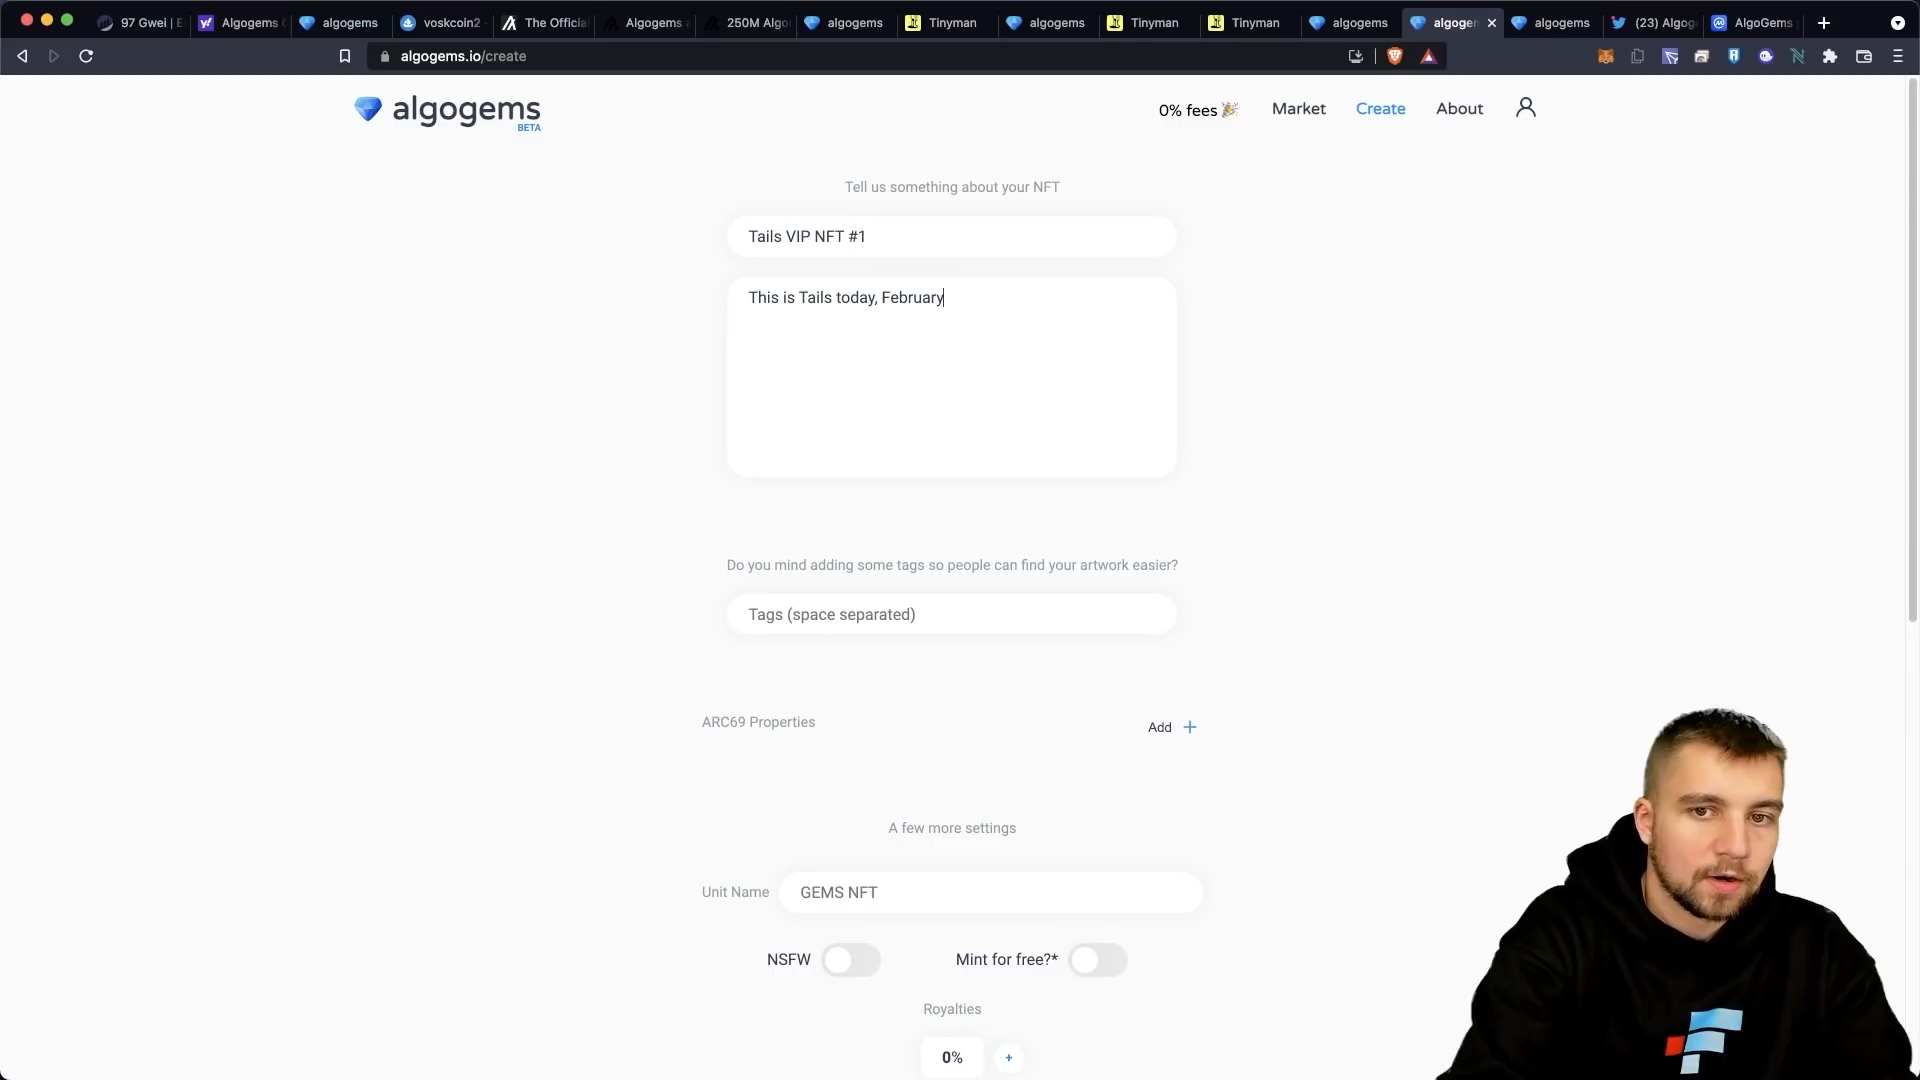 97 Gwei | E
Algogems
algogems
voskcoin2
The Officia
Algogems a
250M Algo
algogems
Tinyman
algogems
Tinyman
Tinyman
algogems
algogem
algogems
(23) Algog
AlgoGems
algogems.io/create
algogems
BETA
0% fees 🎉 Market Create About
Tell us something about your NFT
Tails VIP NFT #1
This is Tails today, February
Do you mind adding some tags so people can find your artwork easier?
Tags (space separated)
ARC69 Properties Add +
A few more settings
Unit Name GEMS NFT
NSFW Mint for free?*
Royalties
0% +